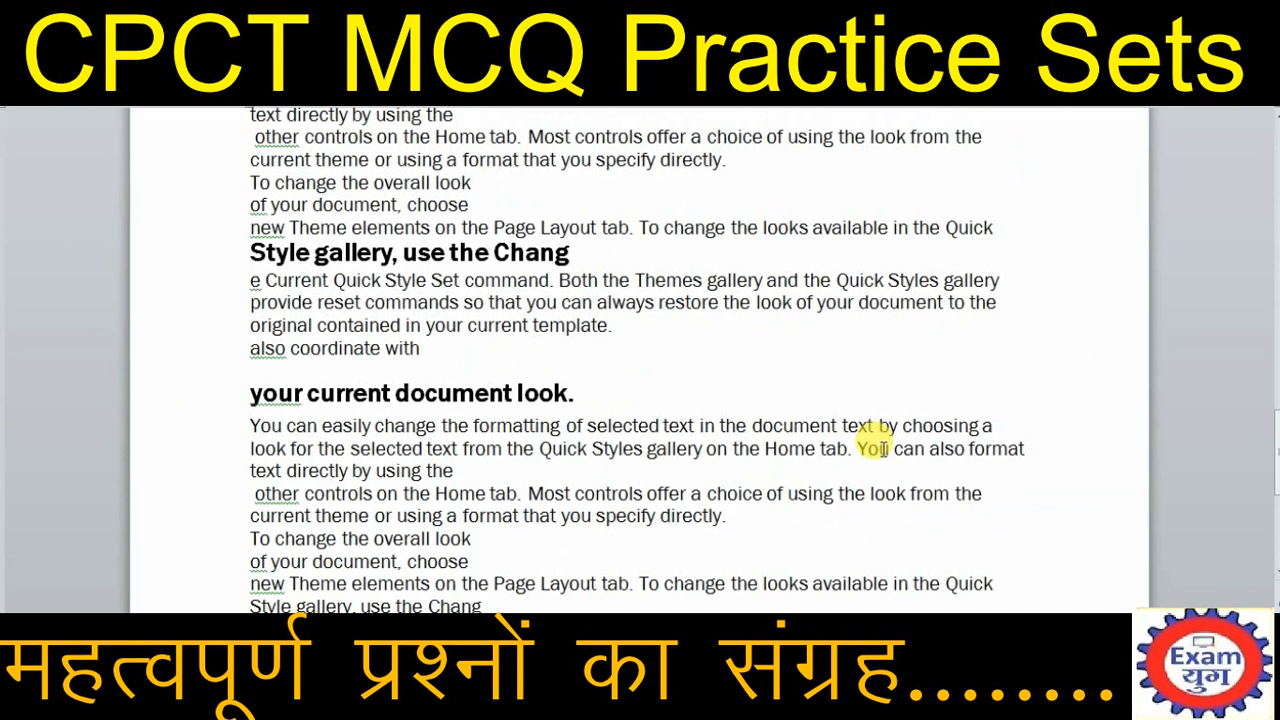 CPCT MCQ Practice Sets
text directly by using the
other controls on the Home tab. Most controls offer a choice of using the look from the
current theme or using a format that you specify directly.
To change the overall look
of your document, choose
new Theme elements on the Page Layout tab. To change the looks available in the Quick
Style gallery, use the Chang
e Current Quick Style Set command. Both the Themes gallery and the Quick Styles gallery
provide reset commands so that you can always restore the look of your document to the
original contained in your current template.
also coordinate with
your current document look.
You can easily change the formatting of selected text in the document text by choosing a
look for the selected text from the Quick Styles gallery on the Home tab. You can also format
text directly by using the
other controls on the Home tab. Most controls offer a choice of using the look from the
current theme or using a format that you specify directly.
To change the overall look
of your document, choose
new Theme elements on the Page Layout tab. To change the looks available in the Quick
Style gallery, use the Chang
महत्वपूर्ण प्रश्नों का संग्रह........
Exam
युग